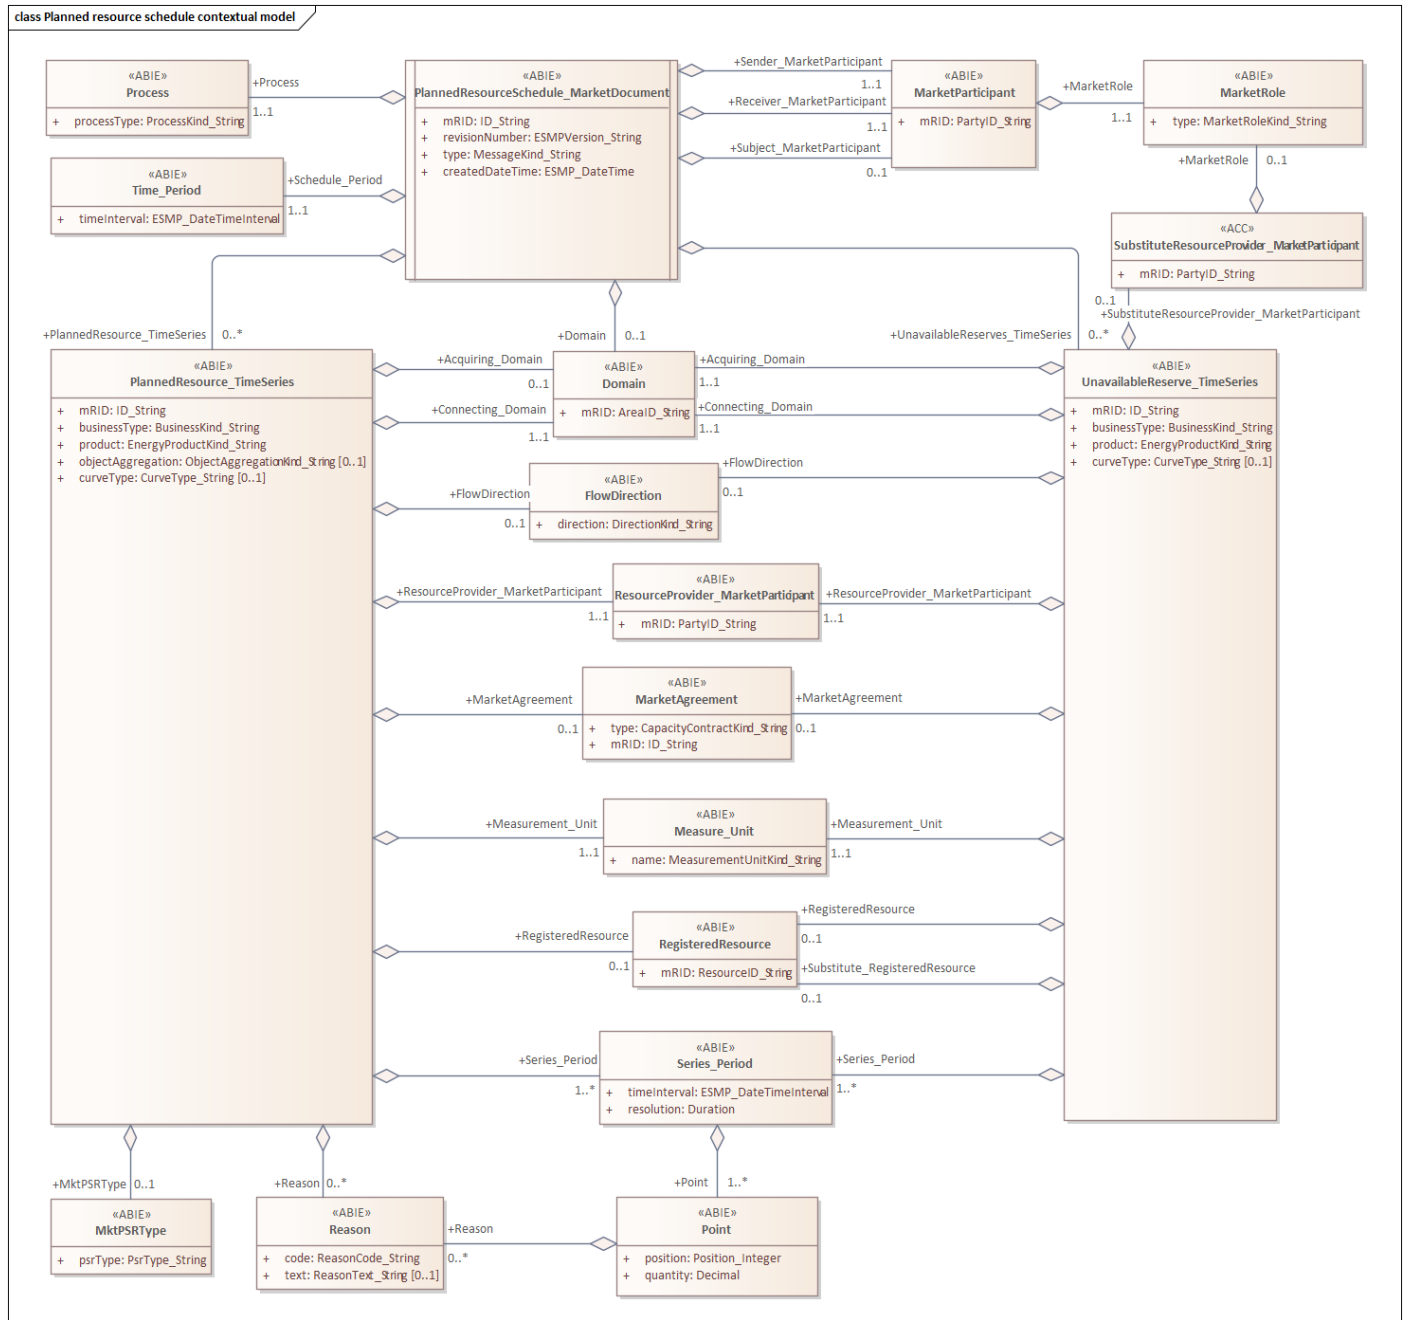 class Planned resource schedule contextual model
«ABIE»
Process
+ processType: ProcessKind_String
+Process
1..1
«ABIE»
Time_Period
+ timeInterval: ESMP_DateTimeInterval
+Schedule_Period
1..1
«ABIE»
PlannedResourceSchedule_MarketDocument
+ mRID: ID_String
+ revisionNumber: ESMPVersion_String
+ type: MessageKind_String
+ createdDateTime: ESMP_DateTime
+Sender_MarketParticipant
1..1
+Receiver_MarketParticipant
1..1
+Subject_MarketParticipant
0..1
«ABIE»
MarketParticipant
+ mRID: PartyID_String
+MarketRole
1..1
«ABIE»
MarketRole
+ type: MarketRoleKind_String
+MarketRole 0..1
«ACC»
SubstituteResourceProvider_MarketParticipant
+ mRID: PartyID_String
0..1
+SubstituteResourceProvider_MarketParticipant
+PlannedResource_TimeSeries 0..*
+Domain 0..1
+UnavailableReserves_TimeSeries 0..*
«ABIE»
PlannedResource_TimeSeries
+ mRID: ID_String
+ businessType: BusinessKind_String
+ product: EnergyProductKind_String
+ objectAggregation: ObjectAggregationKind_String [0..1]
+ curveType: CurveType_String [0..1]
+Acquiring_Domain
0..1
+Connecting_Domain
1..1
«ABIE»
Domain
+ mRID: AreaID_String
+Acquiring_Domain
1..1
+Connecting_Domain
1..1
«ABIE»
UnavailableReserve_TimeSeries
+ mRID: ID_String
+ businessType: BusinessKind_String
+ product: EnergyProductKind_String
+ curveType: CurveType_String [0..1]
+FlowDirection
0..1
«ABIE»
FlowDirection
+ direction: DirectionKind_String
+FlowDirection
0..1
+ResourceProvider_MarketParticipant
1..1
«ABIE»
ResourceProvider_MarketParticipant
+ mRID: PartyID_String
+ResourceProvider_MarketParticipant
1..1
+MarketAgreement
0..1
«ABIE»
MarketAgreement
+ type: CapacityContractKind_String
+ mRID: ID_String
+MarketAgreement
0..1
+Measurement_Unit
1..1
«ABIE»
Measure_Unit
+ name: MeasurementUnitKind_String
+Measurement_Unit
1..1
+RegisteredResource
0..1
«ABIE»
RegisteredResource
+ mRID: ResourceID_String
+RegisteredResource
0..1
+Substitute_RegisteredResource
0..1
+Series_Period
1..*
«ABIE»
Series_Period
+ timeInterval: ESMP_DateTimeInterval
+ resolution: Duration
+Series_Period
1..*
+MktPSRType 0..1
«ABIE»
MktPSRType
+ psrType: PsrType_String
+Reason 0..*
«ABIE»
Reason
+ code: ReasonCode_String
+ text: ReasonText_String [0..1]
+Reason
0..*
+Point 1..*
«ABIE»
Point
+ position: Position_Integer
+ quantity: Decimal